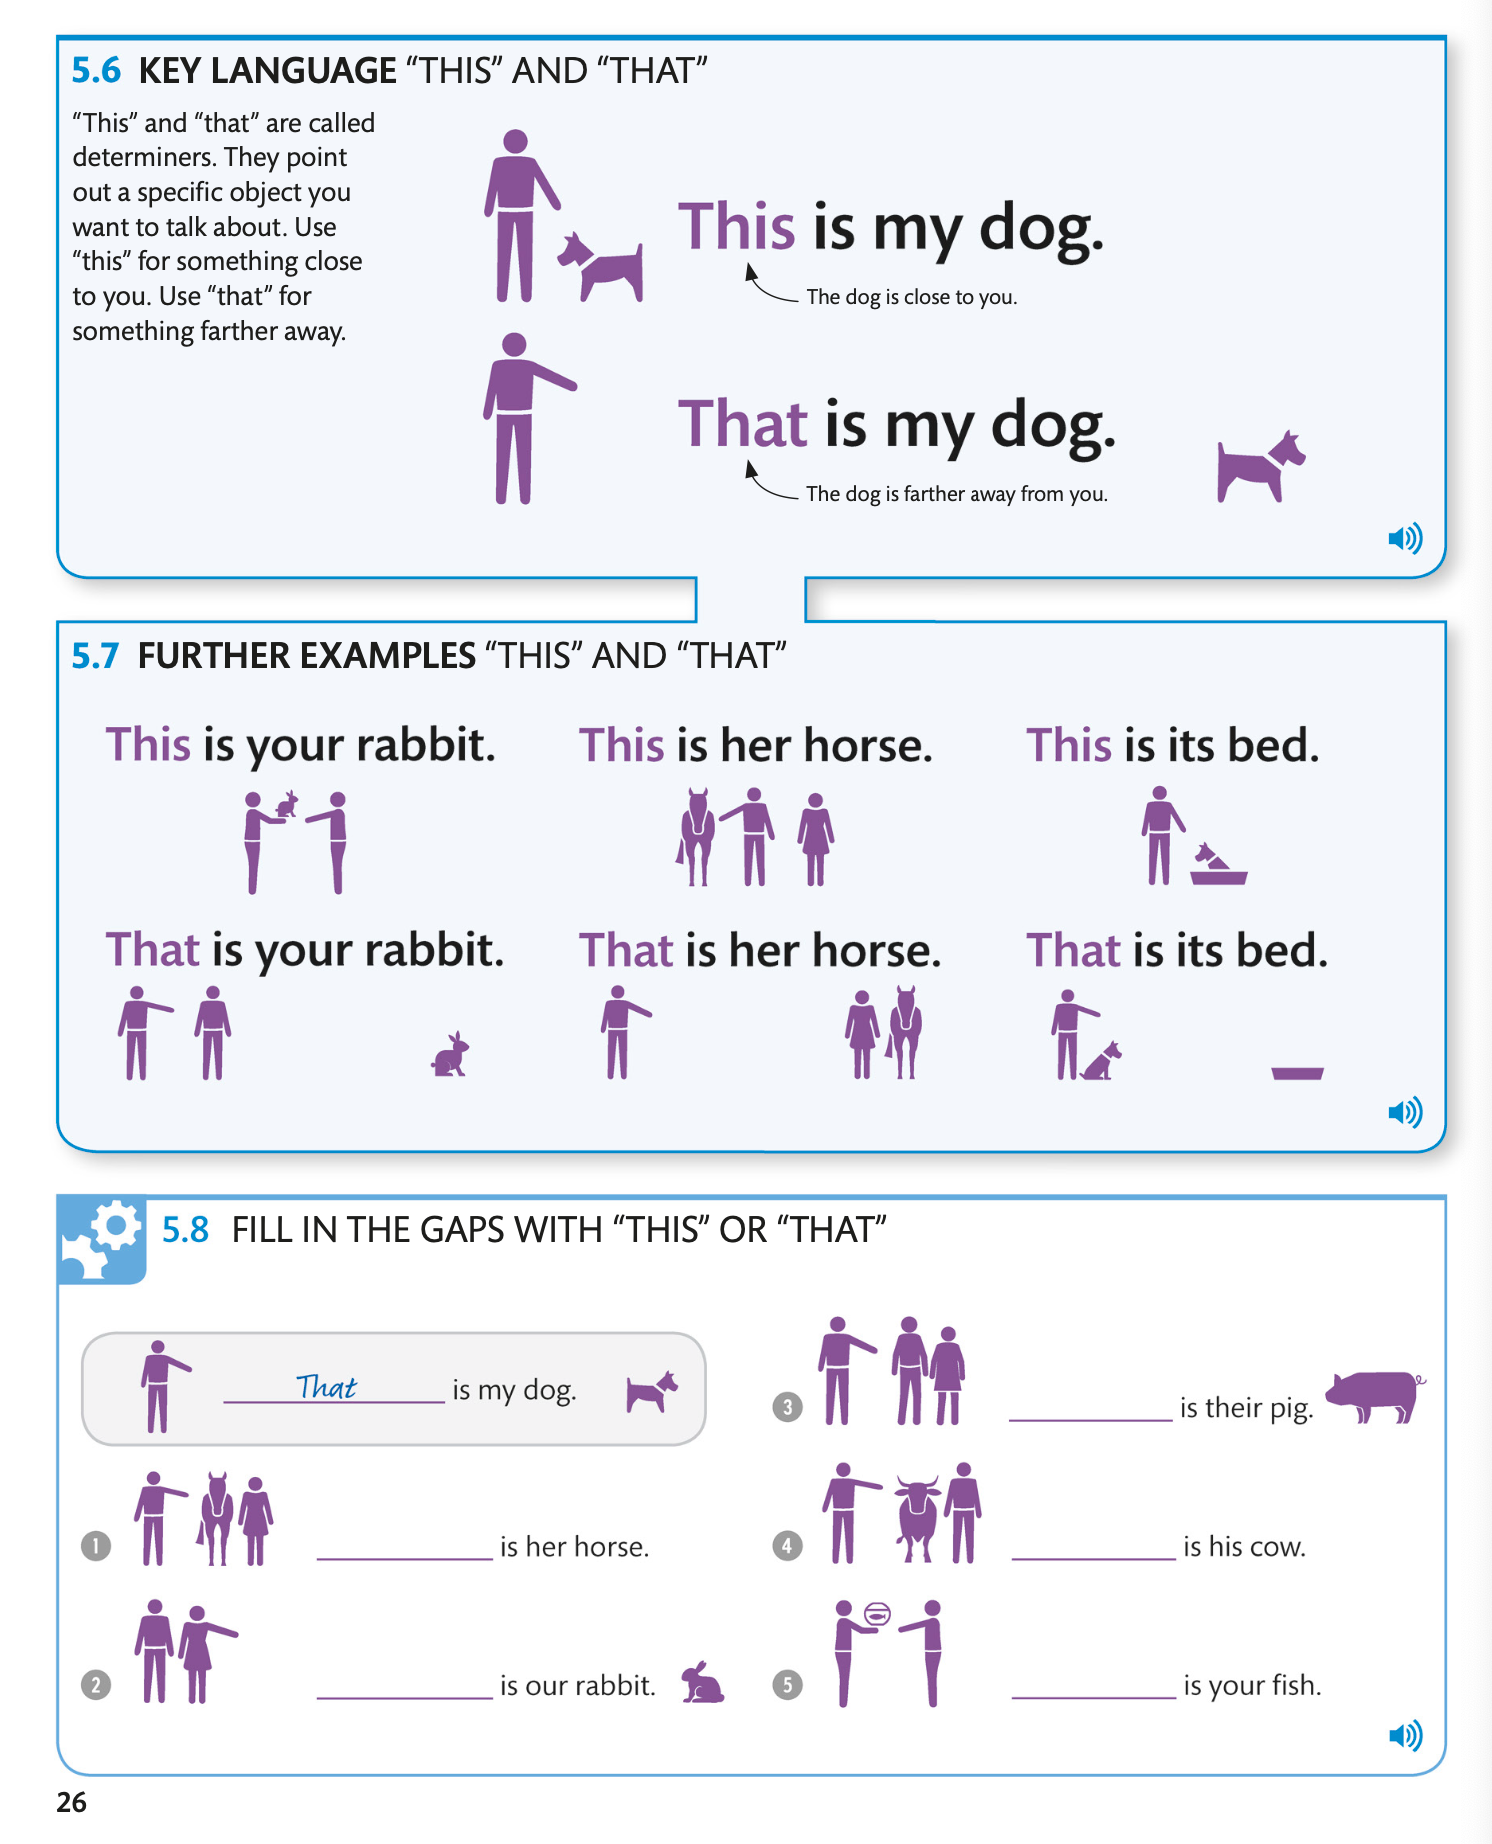 5.6 KEY LANGUAGE “THIS” AND “THAT”
“This” and “that” are called
determiners. They point
out a specific object you
want to talk about. Use
“this” for something close
to you. Use “that” for
something farther away.
This is my dog.
The dog is close to you.
That is my dog.
The dog is farther away from you.
5.7 FURTHER EXAMPLES “THIS” AND “THAT”
This is your rabbit.
This is her horse.
This is its bed.
That is your rabbit.
That is her horse.
That is its bed.
5.8 FILL IN THE GAPS WITH “THIS” OR “THAT”
That is my dog.
1 is her horse.
2 is our rabbit.
3 is their pig.
4 is his cow.
5 is your fish.
26